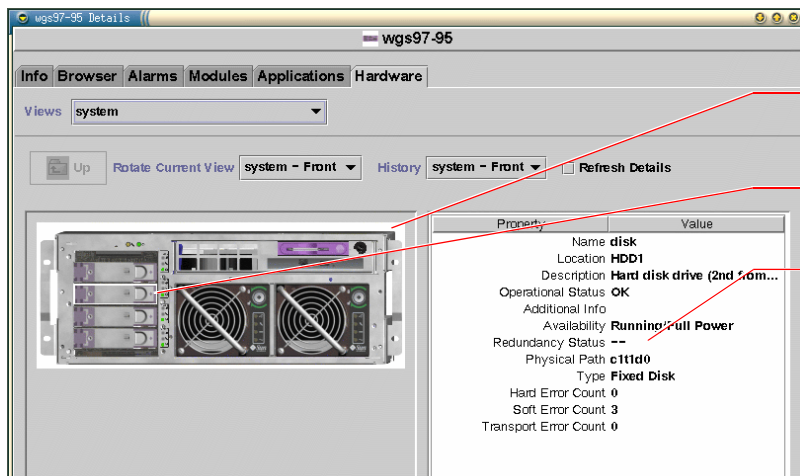 wgs97-95 Details
wgs97-95
Info Browser Alarms Modules Applications Hardware
Views system
Up Rotate Current View system - Front History system - Front Refresh Details
Property Value
Name disk
Location HDD1
Description Hard disk drive (2nd from...
Operational Status OK
Additional Info
Availability Running/Full Power
Redundancy Status --
Physical Path c1t1d0
Type Fixed Disk
Hard Error Count 0
Soft Error Count 3
Transport Error Count 0